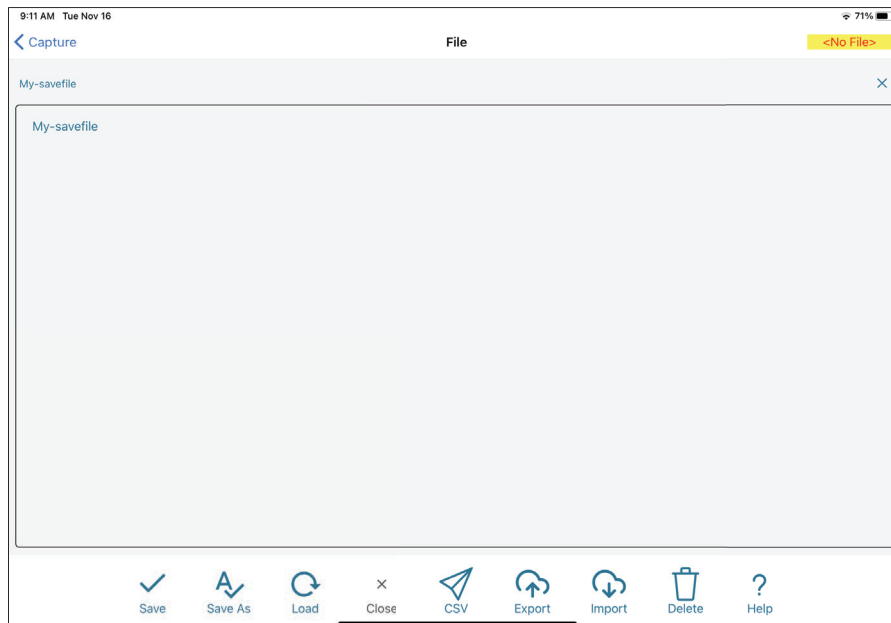 9:11 AM Tue Nov 16 71%
Capture File <No File>
My-savefile
My-savefile
Save Save As Load Close CSV Export Import Delete Help